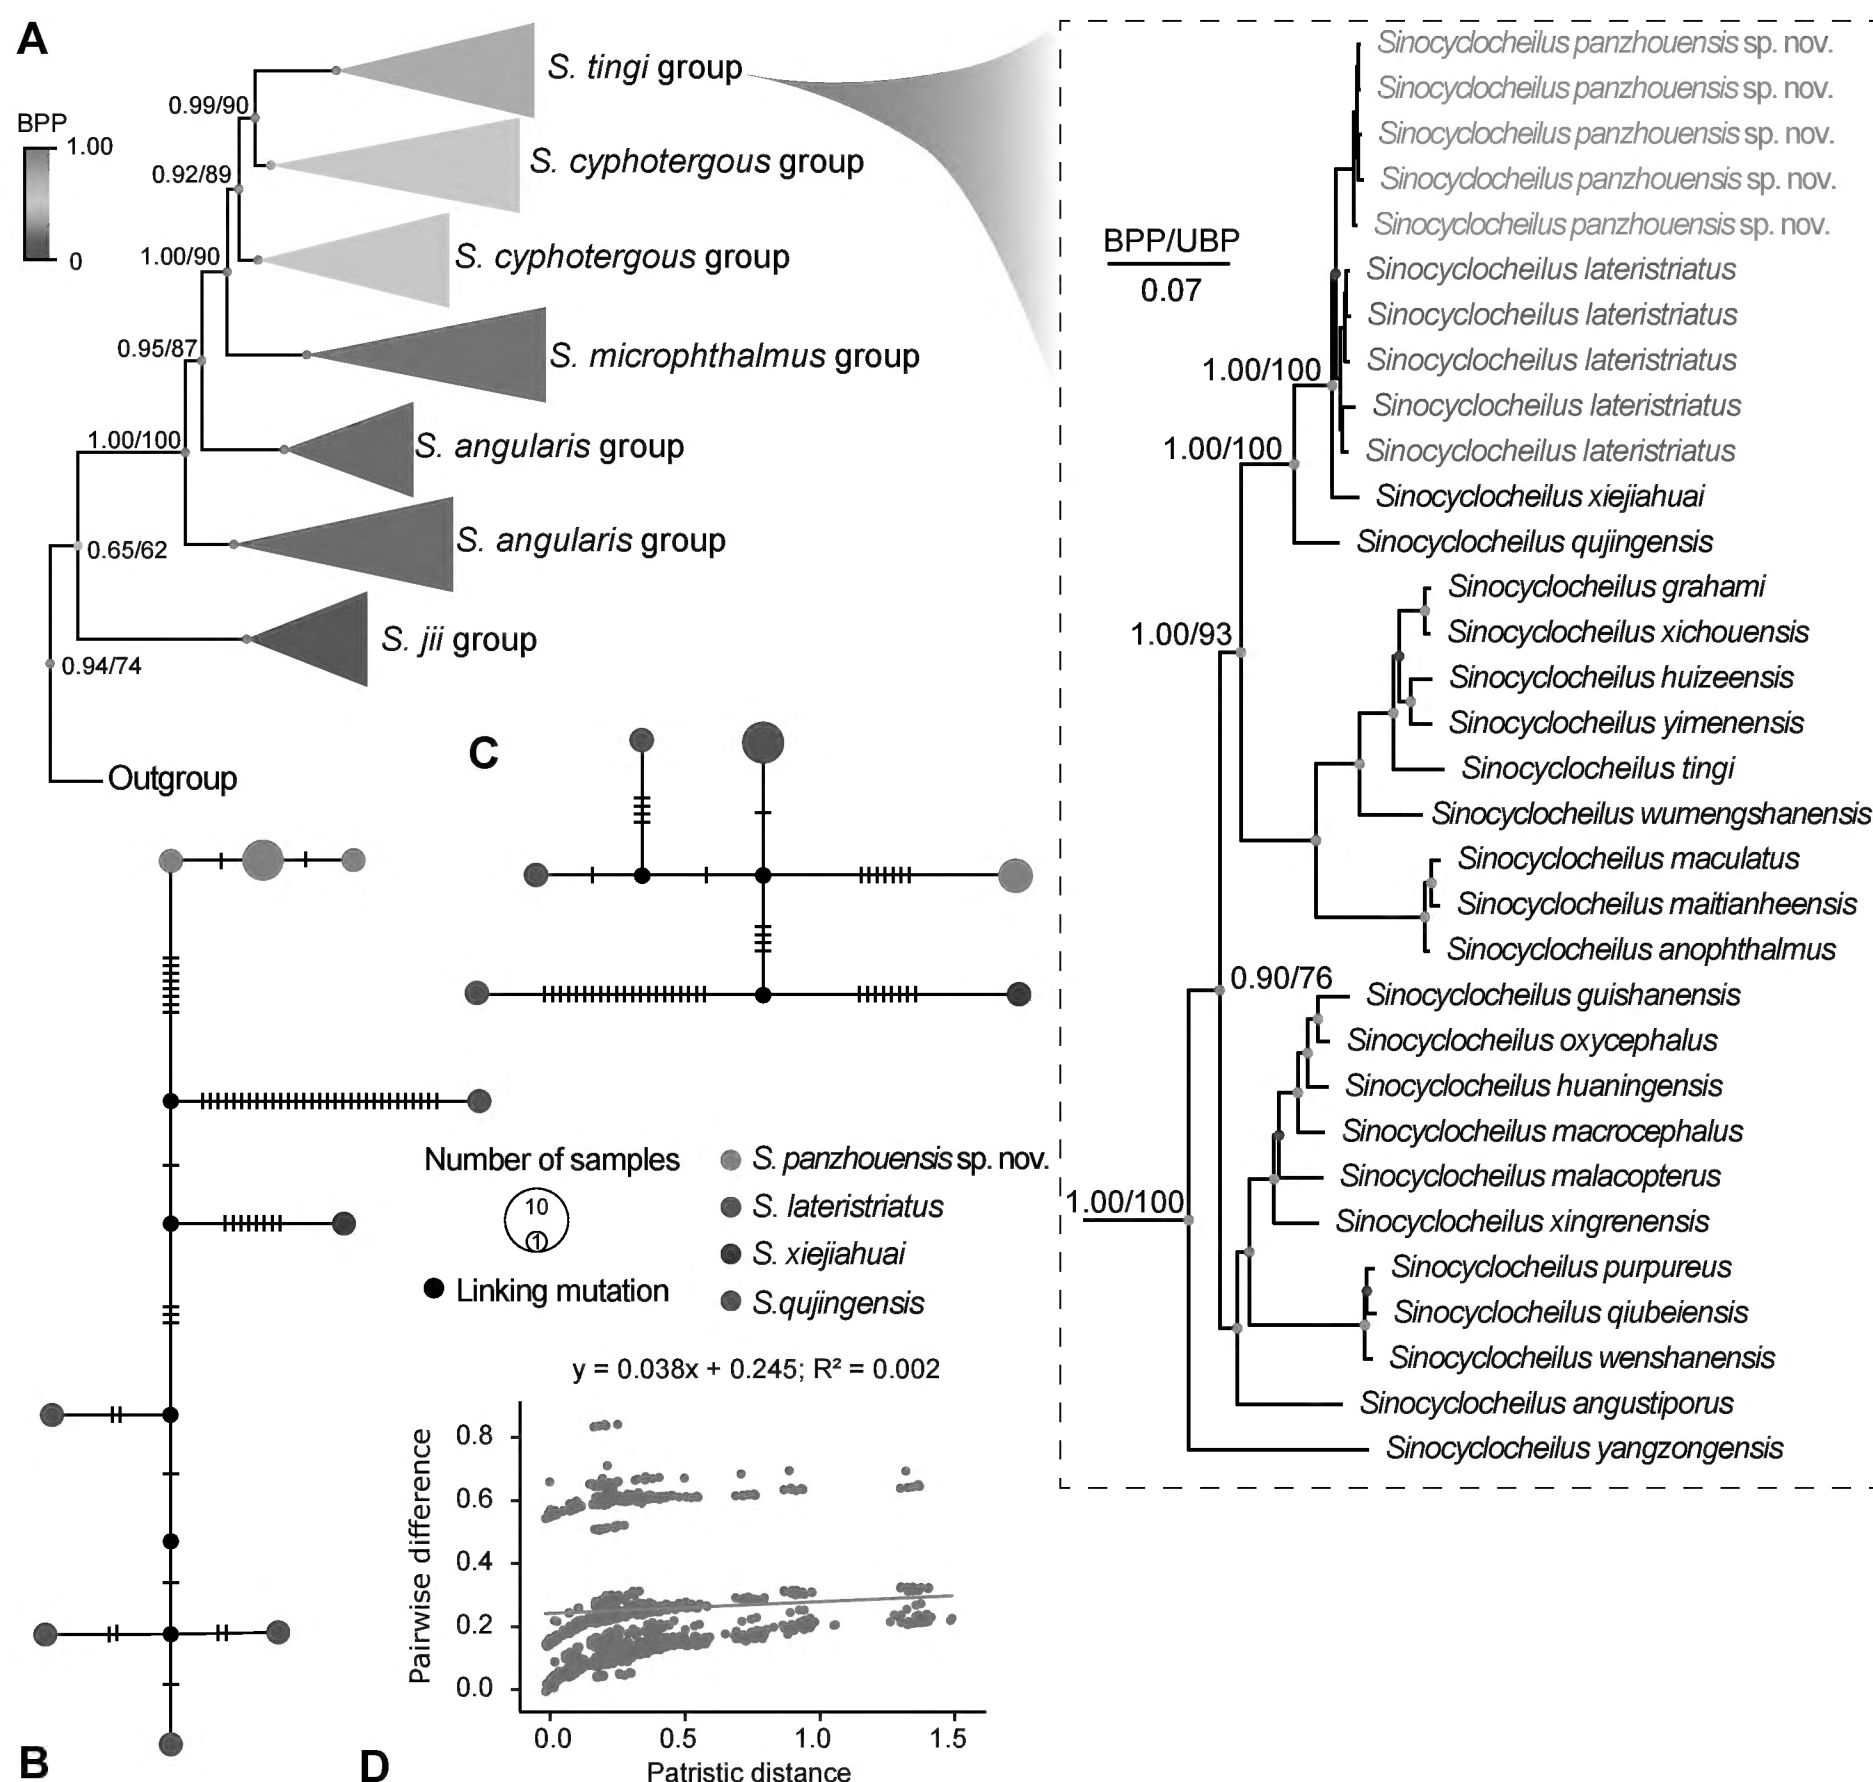 A
BPP
1.00
0
0.99/90
0.92/89
1.00/90
0.95/87
1.00/100
0.65/62
0.94/74
S. tingi group
S. cyphotergous group
S. cyphotergous group
S. microphthalmus group
S. angularis group
S. angularis group
S. jii group
Outgroup
BPP/UBP
0.07
1.00/100
1.00/100
1.00/93
0.90/76
1.00/100
Sinocyclocheilus panzhouensis sp. nov.
Sinocyclocheilus panzhouensis sp. nov.
Sinocyclocheilus panzhouensis sp. nov.
Sinocyclocheilus panzhouensis sp. nov.
Sinocyclocheilus panzhouensis sp. nov.
Sinocyclocheilus lateristriatus
Sinocyclocheilus lateristriatus
Sinocyclocheilus lateristriatus
Sinocyclocheilus lateristriatus
Sinocyclocheilus lateristriatus
Sinocyclocheilus xiejiahuai
Sinocyclocheilus qujingensis
Sinocyclocheilus grahami
Sinocyclocheilus xichouensis
Sinocyclocheilus huizeensis
Sinocyclocheilus yimenensis
Sinocyclocheilus tingi
Sinocyclocheilus wumengshanensis
Sinocyclocheilus maculatus
Sinocyclocheilus maitianheensis
Sinocyclocheilus anophthalmus
Sinocyclocheilus guishanensis
Sinocyclocheilus oxycephalus
Sinocyclocheilus huaningensis
Sinocyclocheilus macrocephalus
Sinocyclocheilus malacopterus
Sinocyclocheilus xingrenensis
Sinocyclocheilus purpureus
Sinocyclocheilus qiubeiensis
Sinocyclocheilus wenshanensis
Sinocyclocheilus angustiporus
Sinocyclocheilus yangzongensis
C
Number of samples
10
1
Linking mutation
S. panzhouensis sp. nov.
S. lateristriatus
S. xiejiahuai
S.qujingensis
B
y = 0.038x + 0.245; R² = 0.002
Pairwise difference
0.8
0.6
0.4
0.2
0.0
0.0
0.5
1.0
1.5
Patristic distance
D